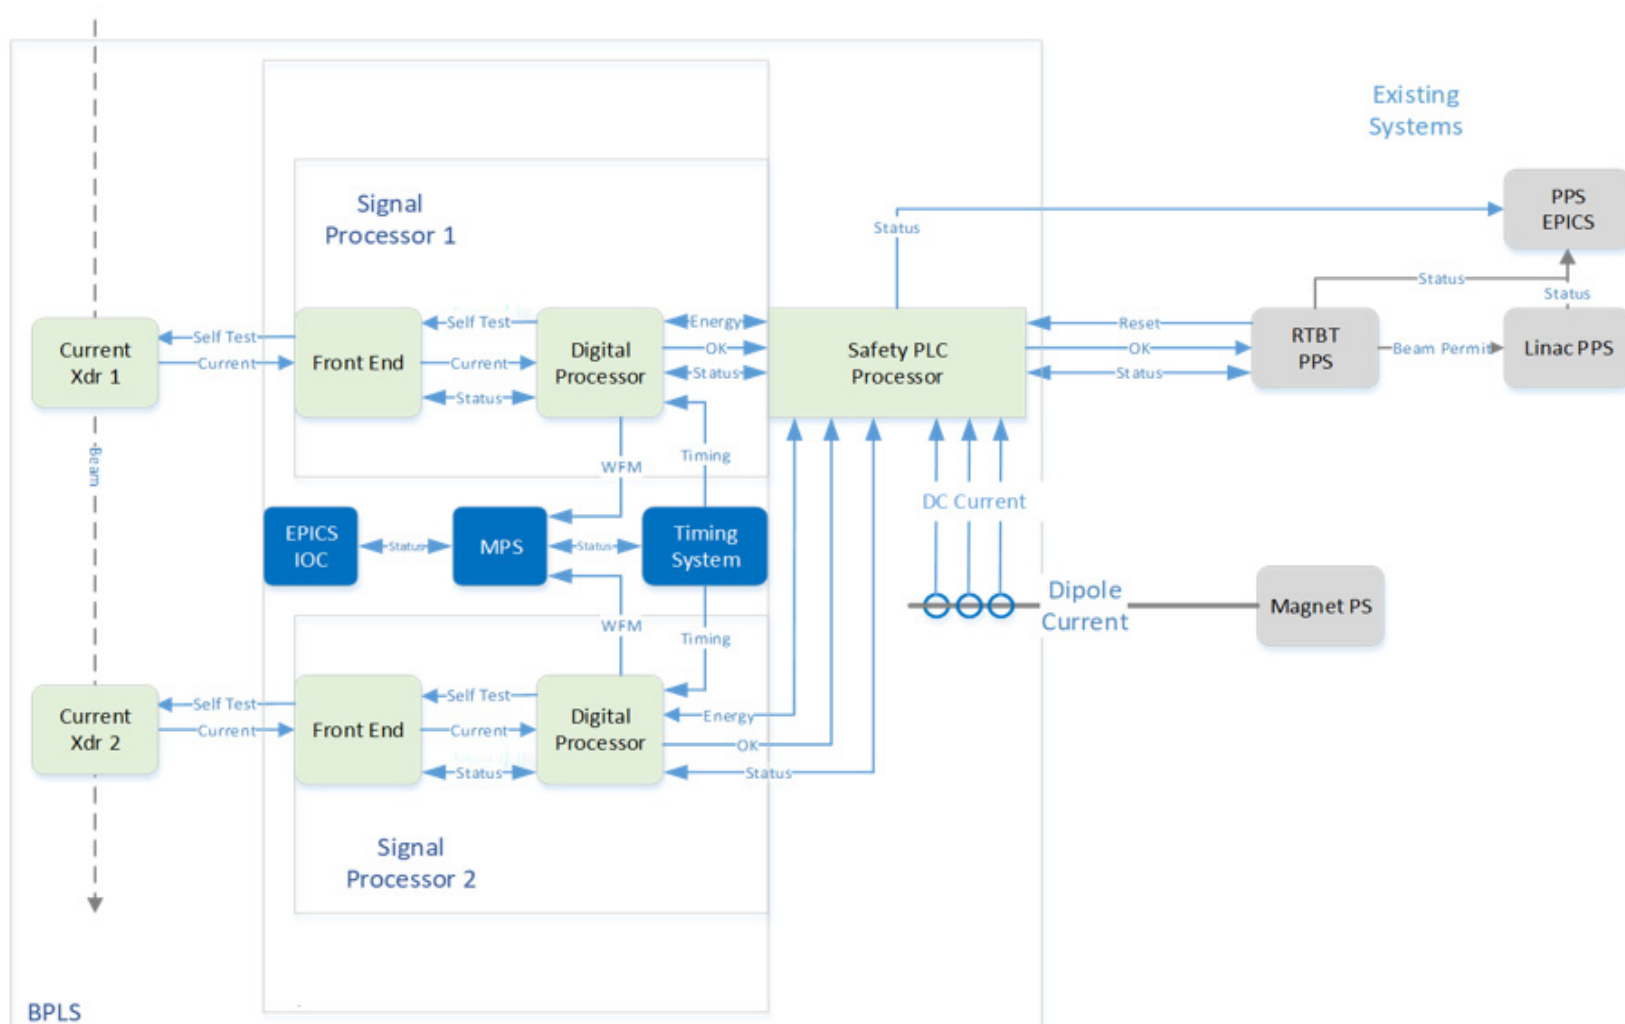 Existing
Systems
Signal
Processor 1
PPS
EPICS
Status
Status
Status
Current
Xdr 1
Self Test
Current
Front End
Self Test
Current
Status
Digital
Processor
Energy
OK
Status
Safety PLC
Processor
Reset
OK
Status
RTBT
PPS
Beam Permit
Linac PPS
Beam
WFM
Timing
DC Current
EPICS
IOC
Status
MPS
Status
Timing
System
Dipole
Current
Magnet PS
WFM
Timing
Current
Xdr 2
Self Test
Current
Front End
Self Test
Current
Status
Digital
Processor
Energy
OK
Status
Signal
Processor 2
BPLS